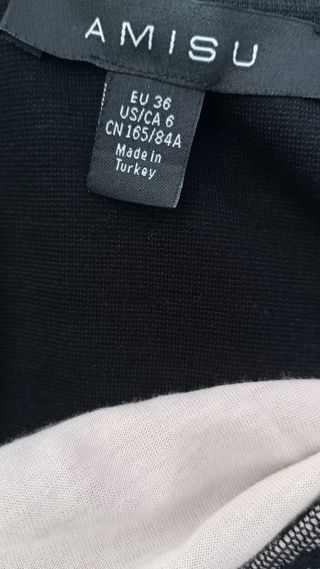 AMISU
EU 36
US/CA 6
CN 165/84A
Made in
Turkey